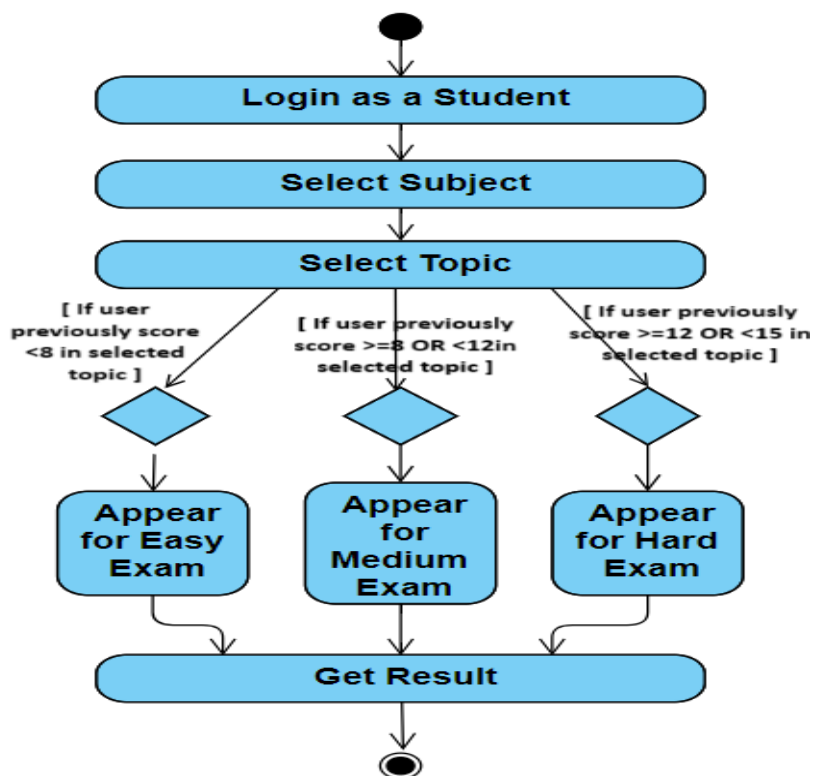 Login as a Student
Select Subject
Select Topic
[ If user
previously score
<8 in selected
topic ]
[ If user previously
score >=8 OR <12in
selected topic ]
[ If user previously
score >=12 OR <15 in
selected topic ]
Appear
for Easy
Exam
Appear
for
Medium
Exam
Appear
for Hard
Exam
Get Result